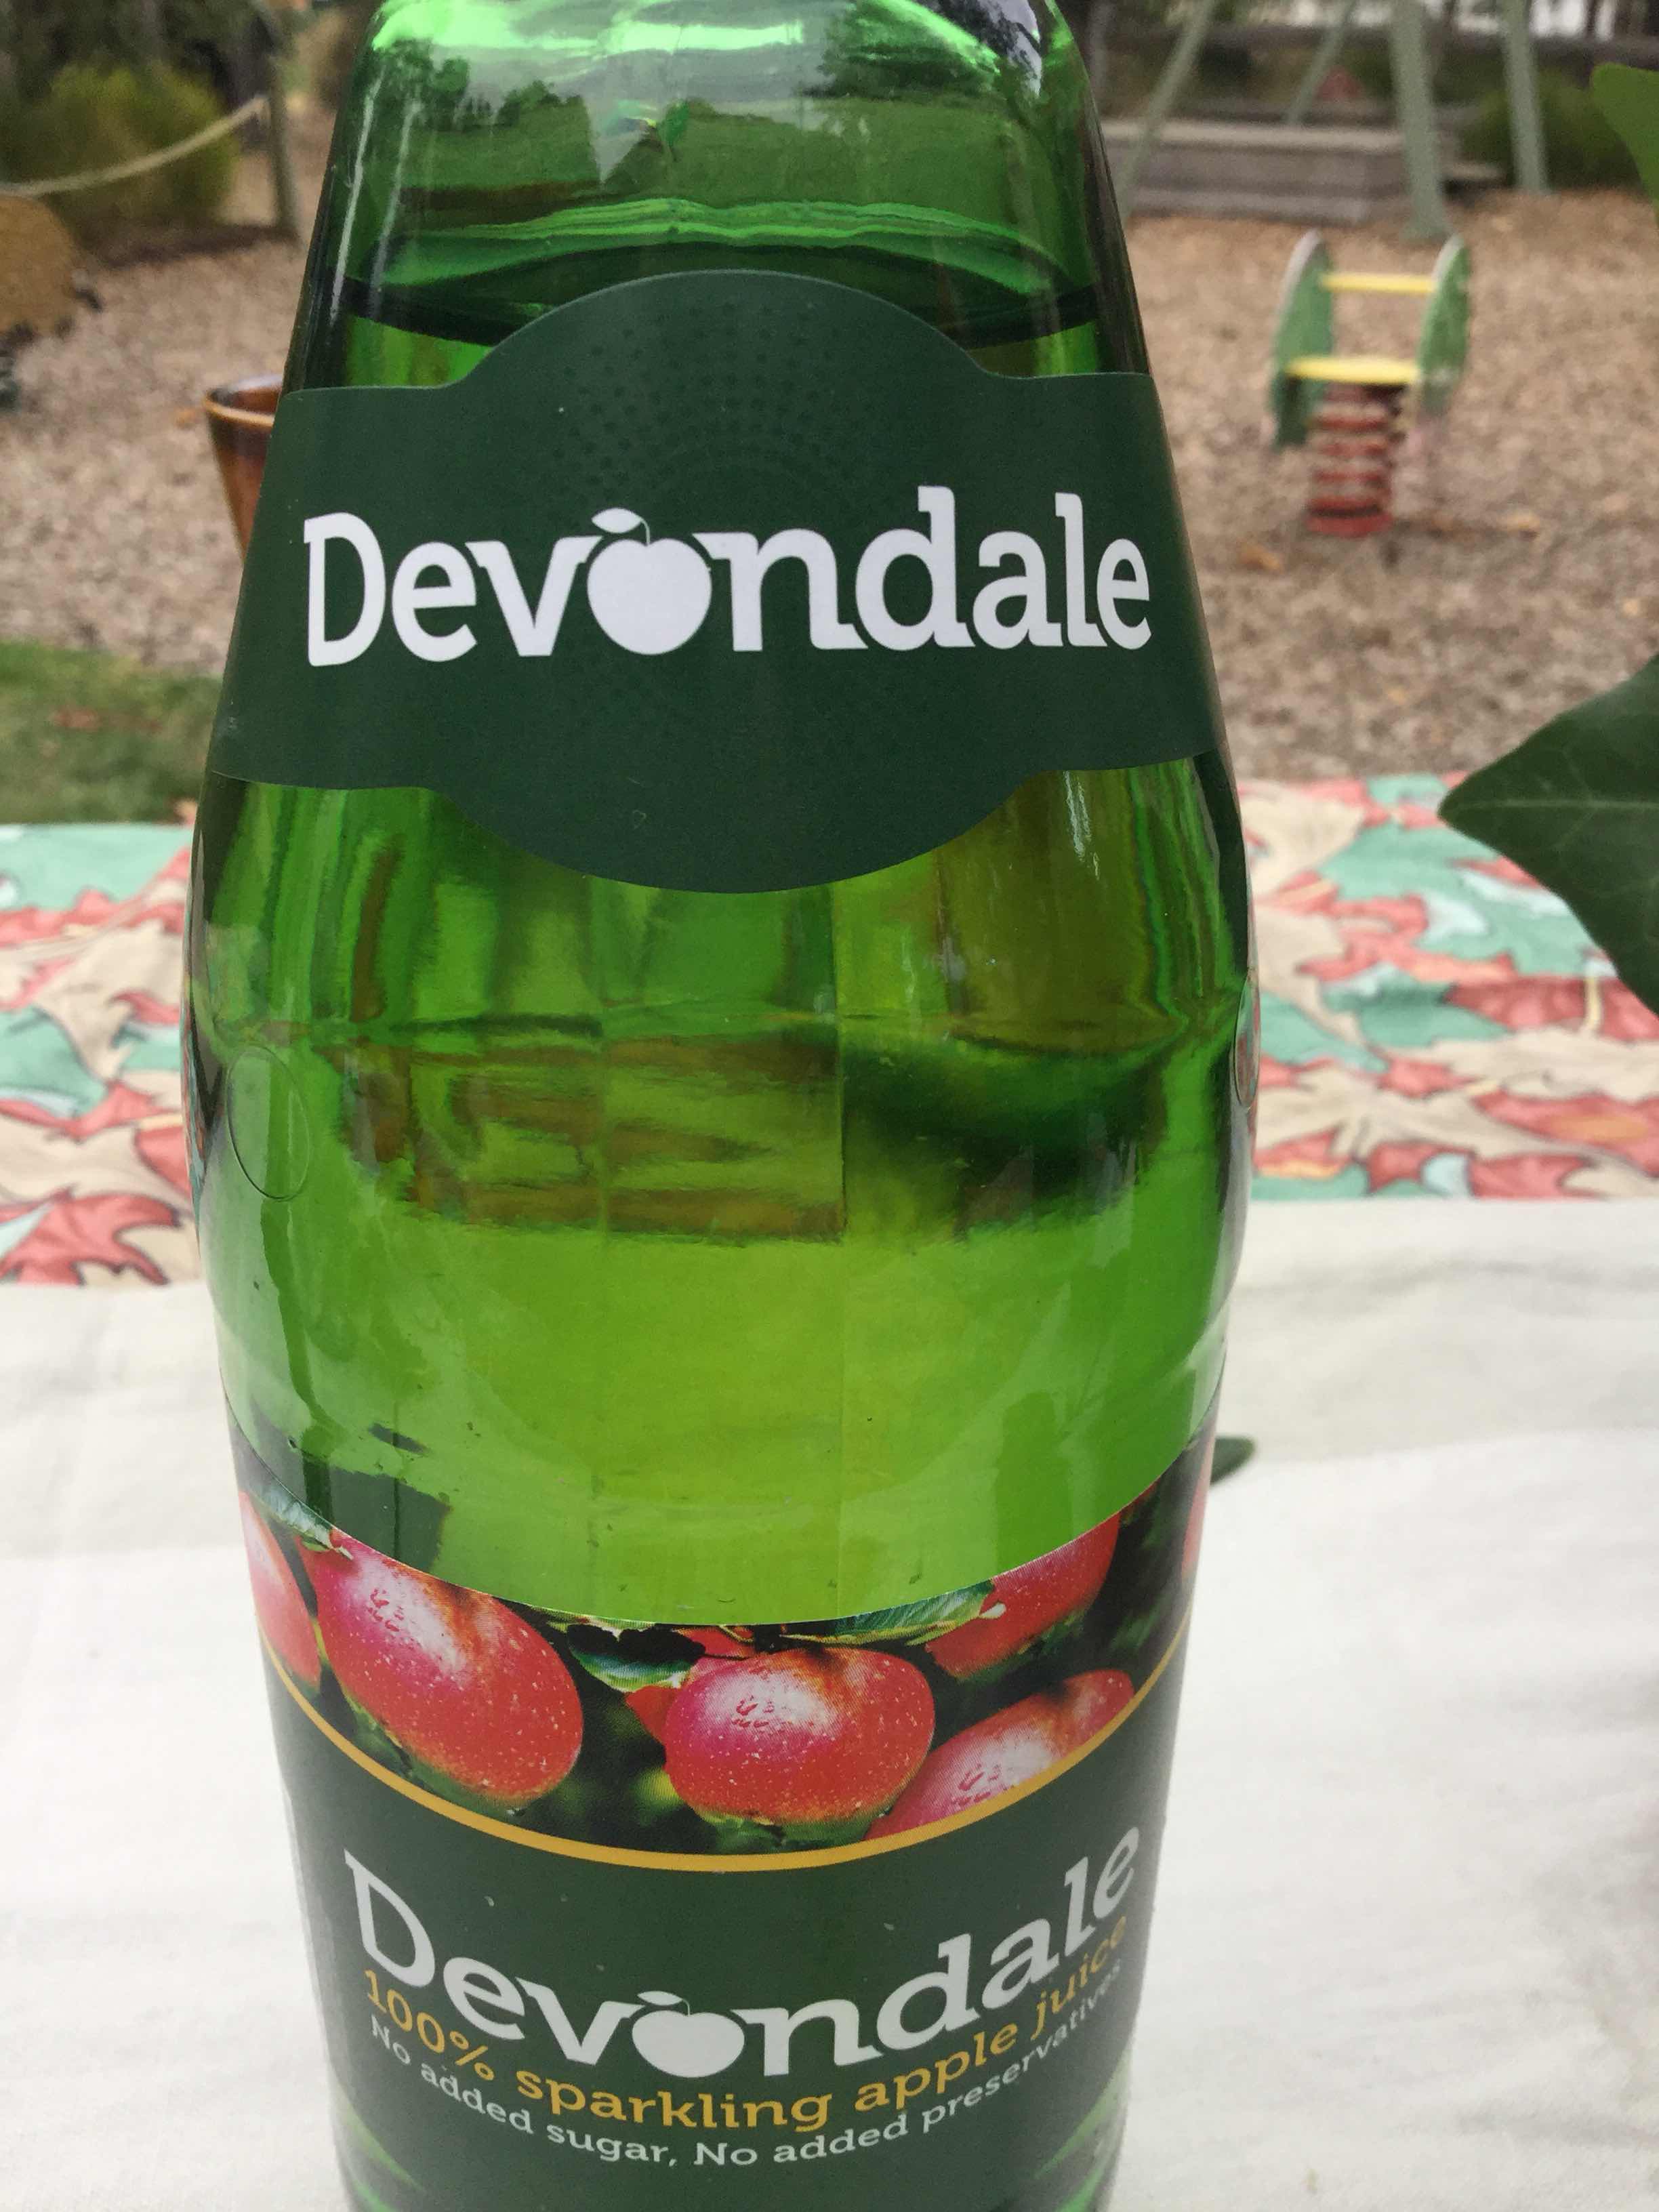 Devondale
Devondale
100% sparkling apple juice
No added sugar, No added preservatives